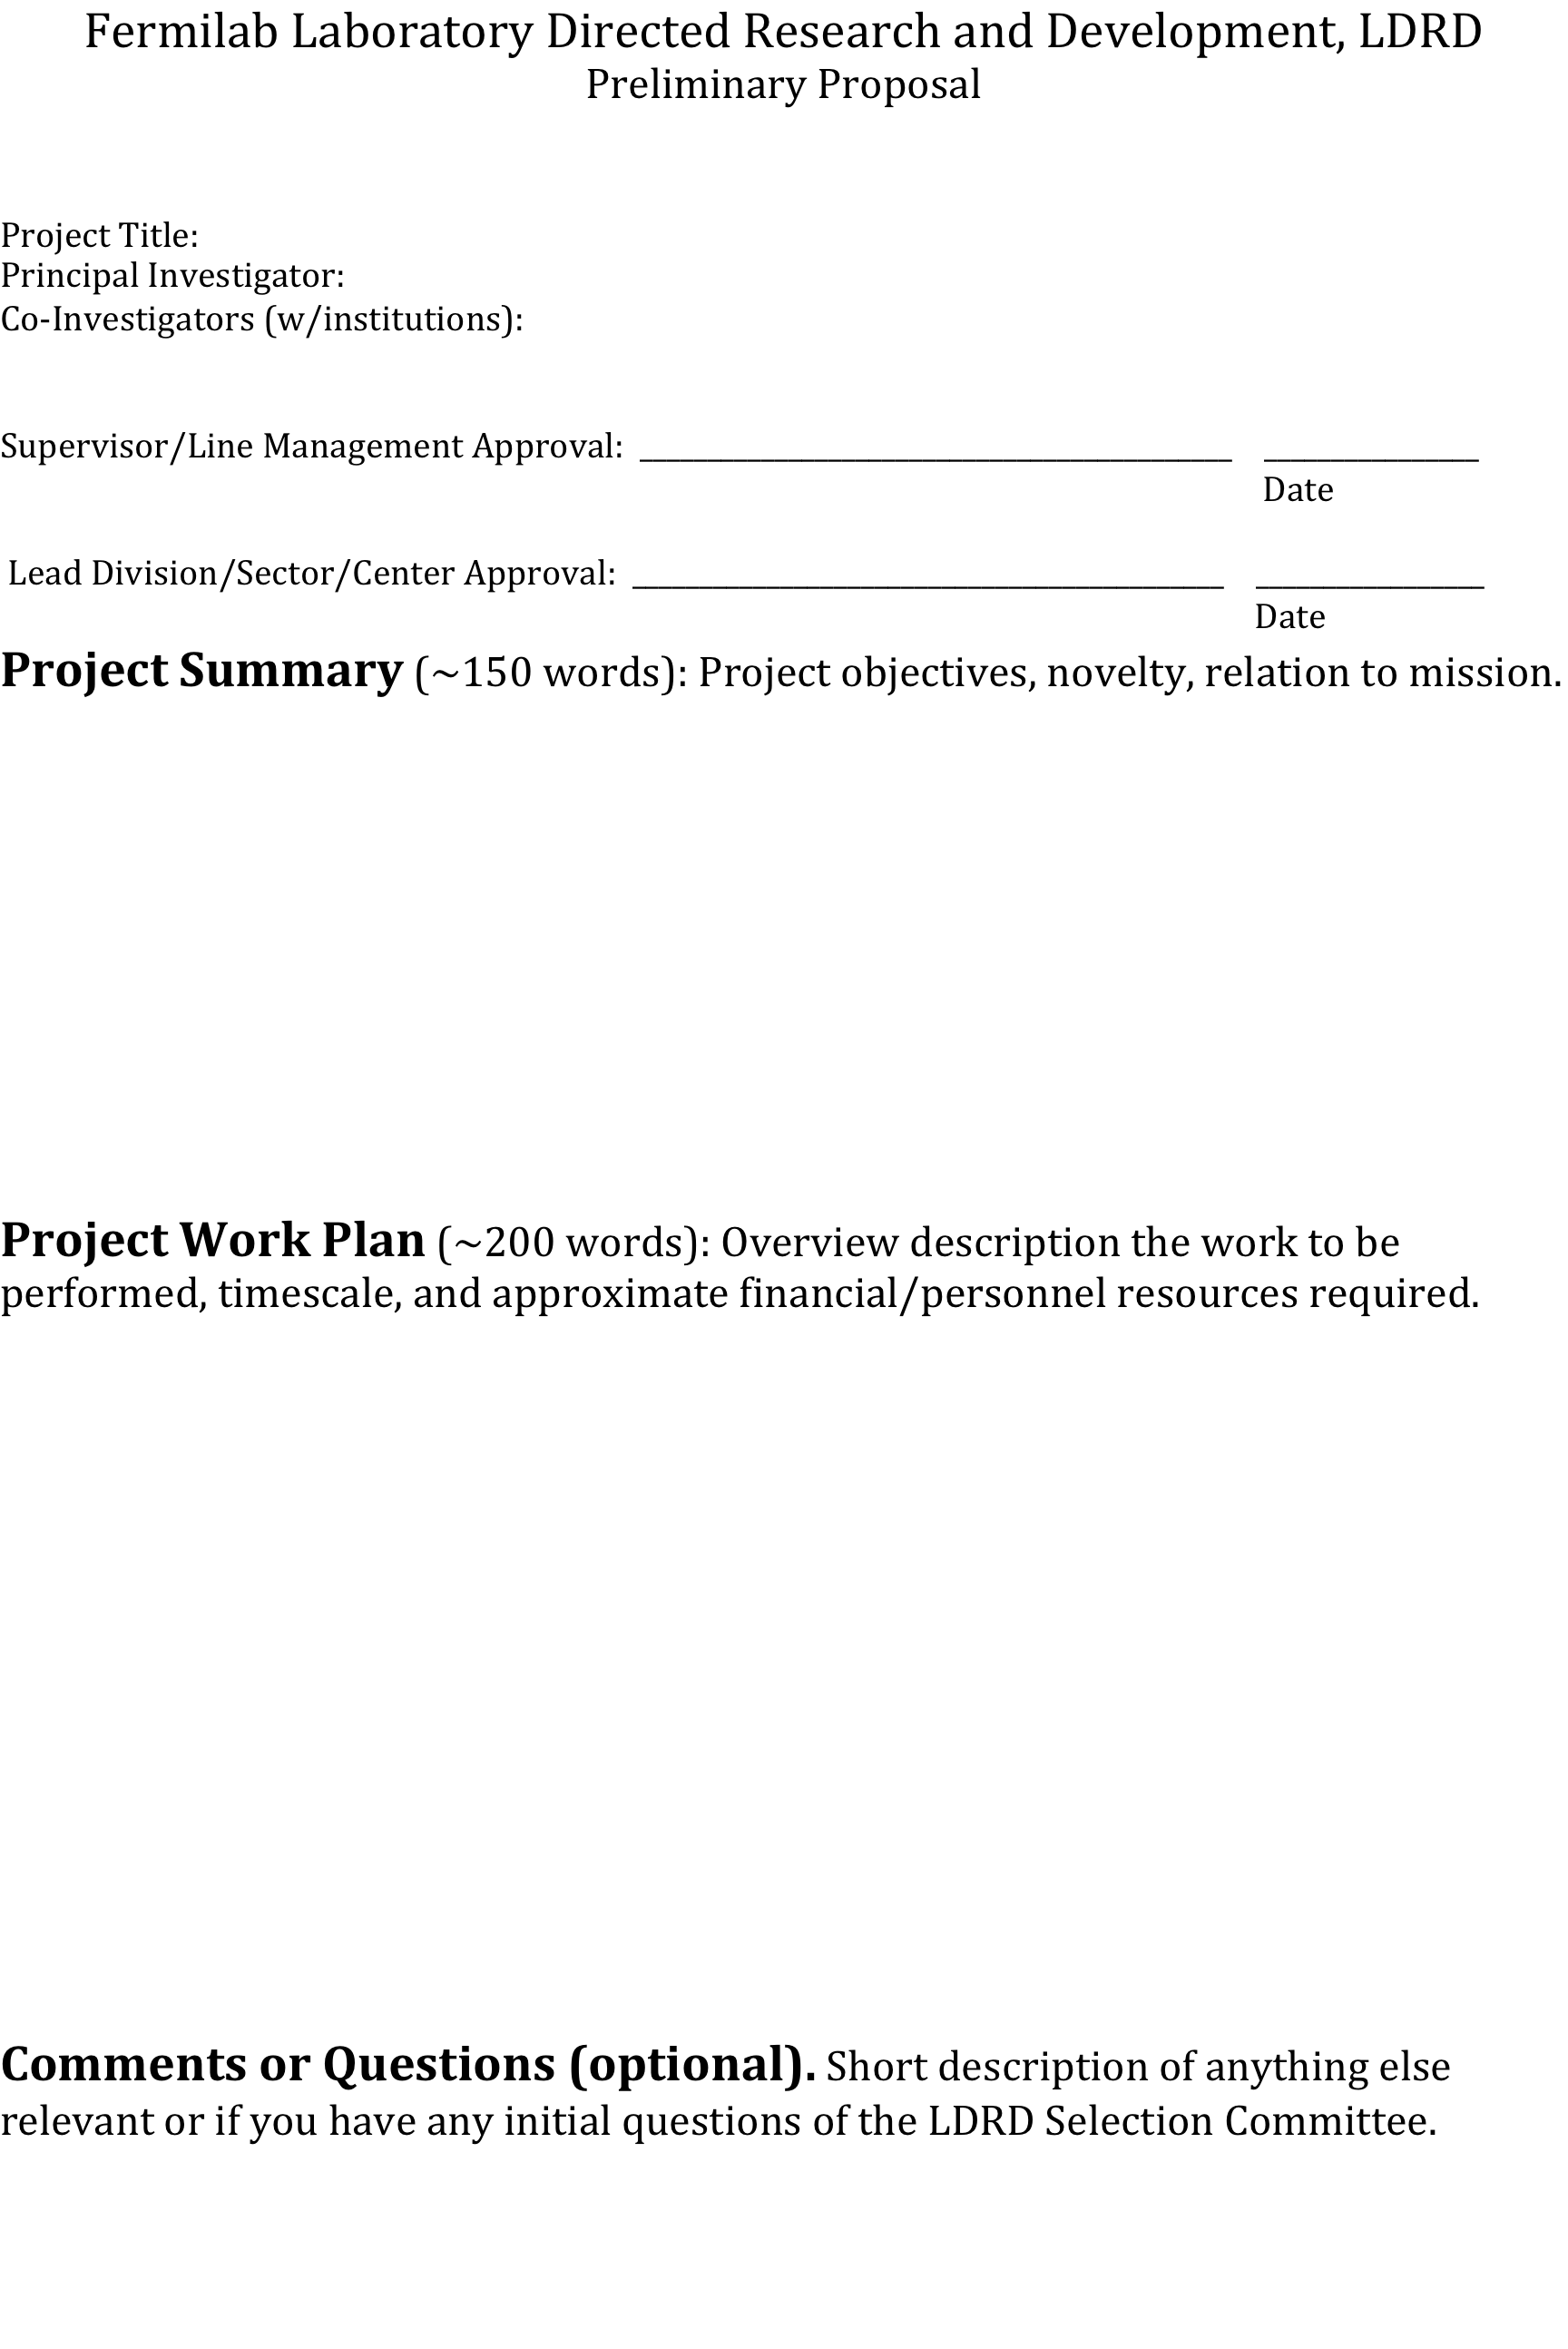 Fermilab Laboratory Directed Research and Development, LDRD
Preliminary Proposal
Project Title:
Principal Investigator:
Co-Investigators (w/institutions):
Supervisor/Line Management Approval: ____________________________________________ ________________
Date
Lead Division/Sector/Center Approval: ____________________________________________ _________________
Date
Project Summary (~150 words): Project objectives, novelty, relation to mission.
Project Work Plan (~200 words): Overview description the work to be
performed, timescale, and approximate financial/personnel resources required.
Comments or Questions (optional). Short description of anything else
relevant or if you have any initial questions of the LDRD Selection Committee.